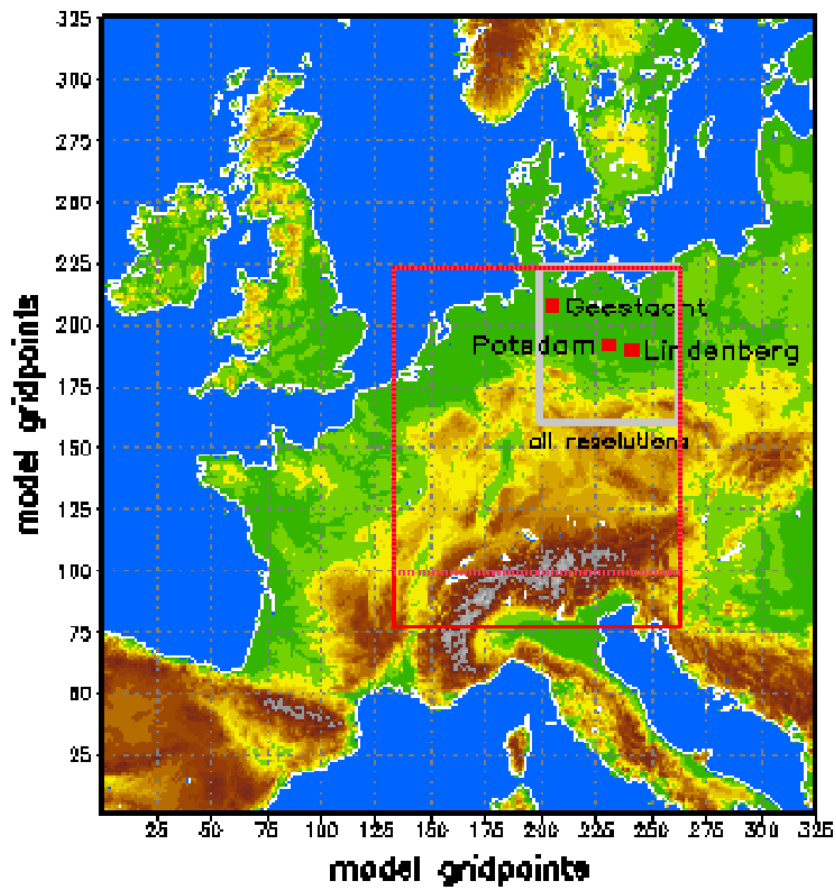 325
300
275
250
225
200
175
150
125
100
75
50
25
model gridpoints
Geestacht
Potsdam
Lindenberg
all resolutions
25 50 75 100 125 150 175 200 225 250 275 300 325
model gridpoints